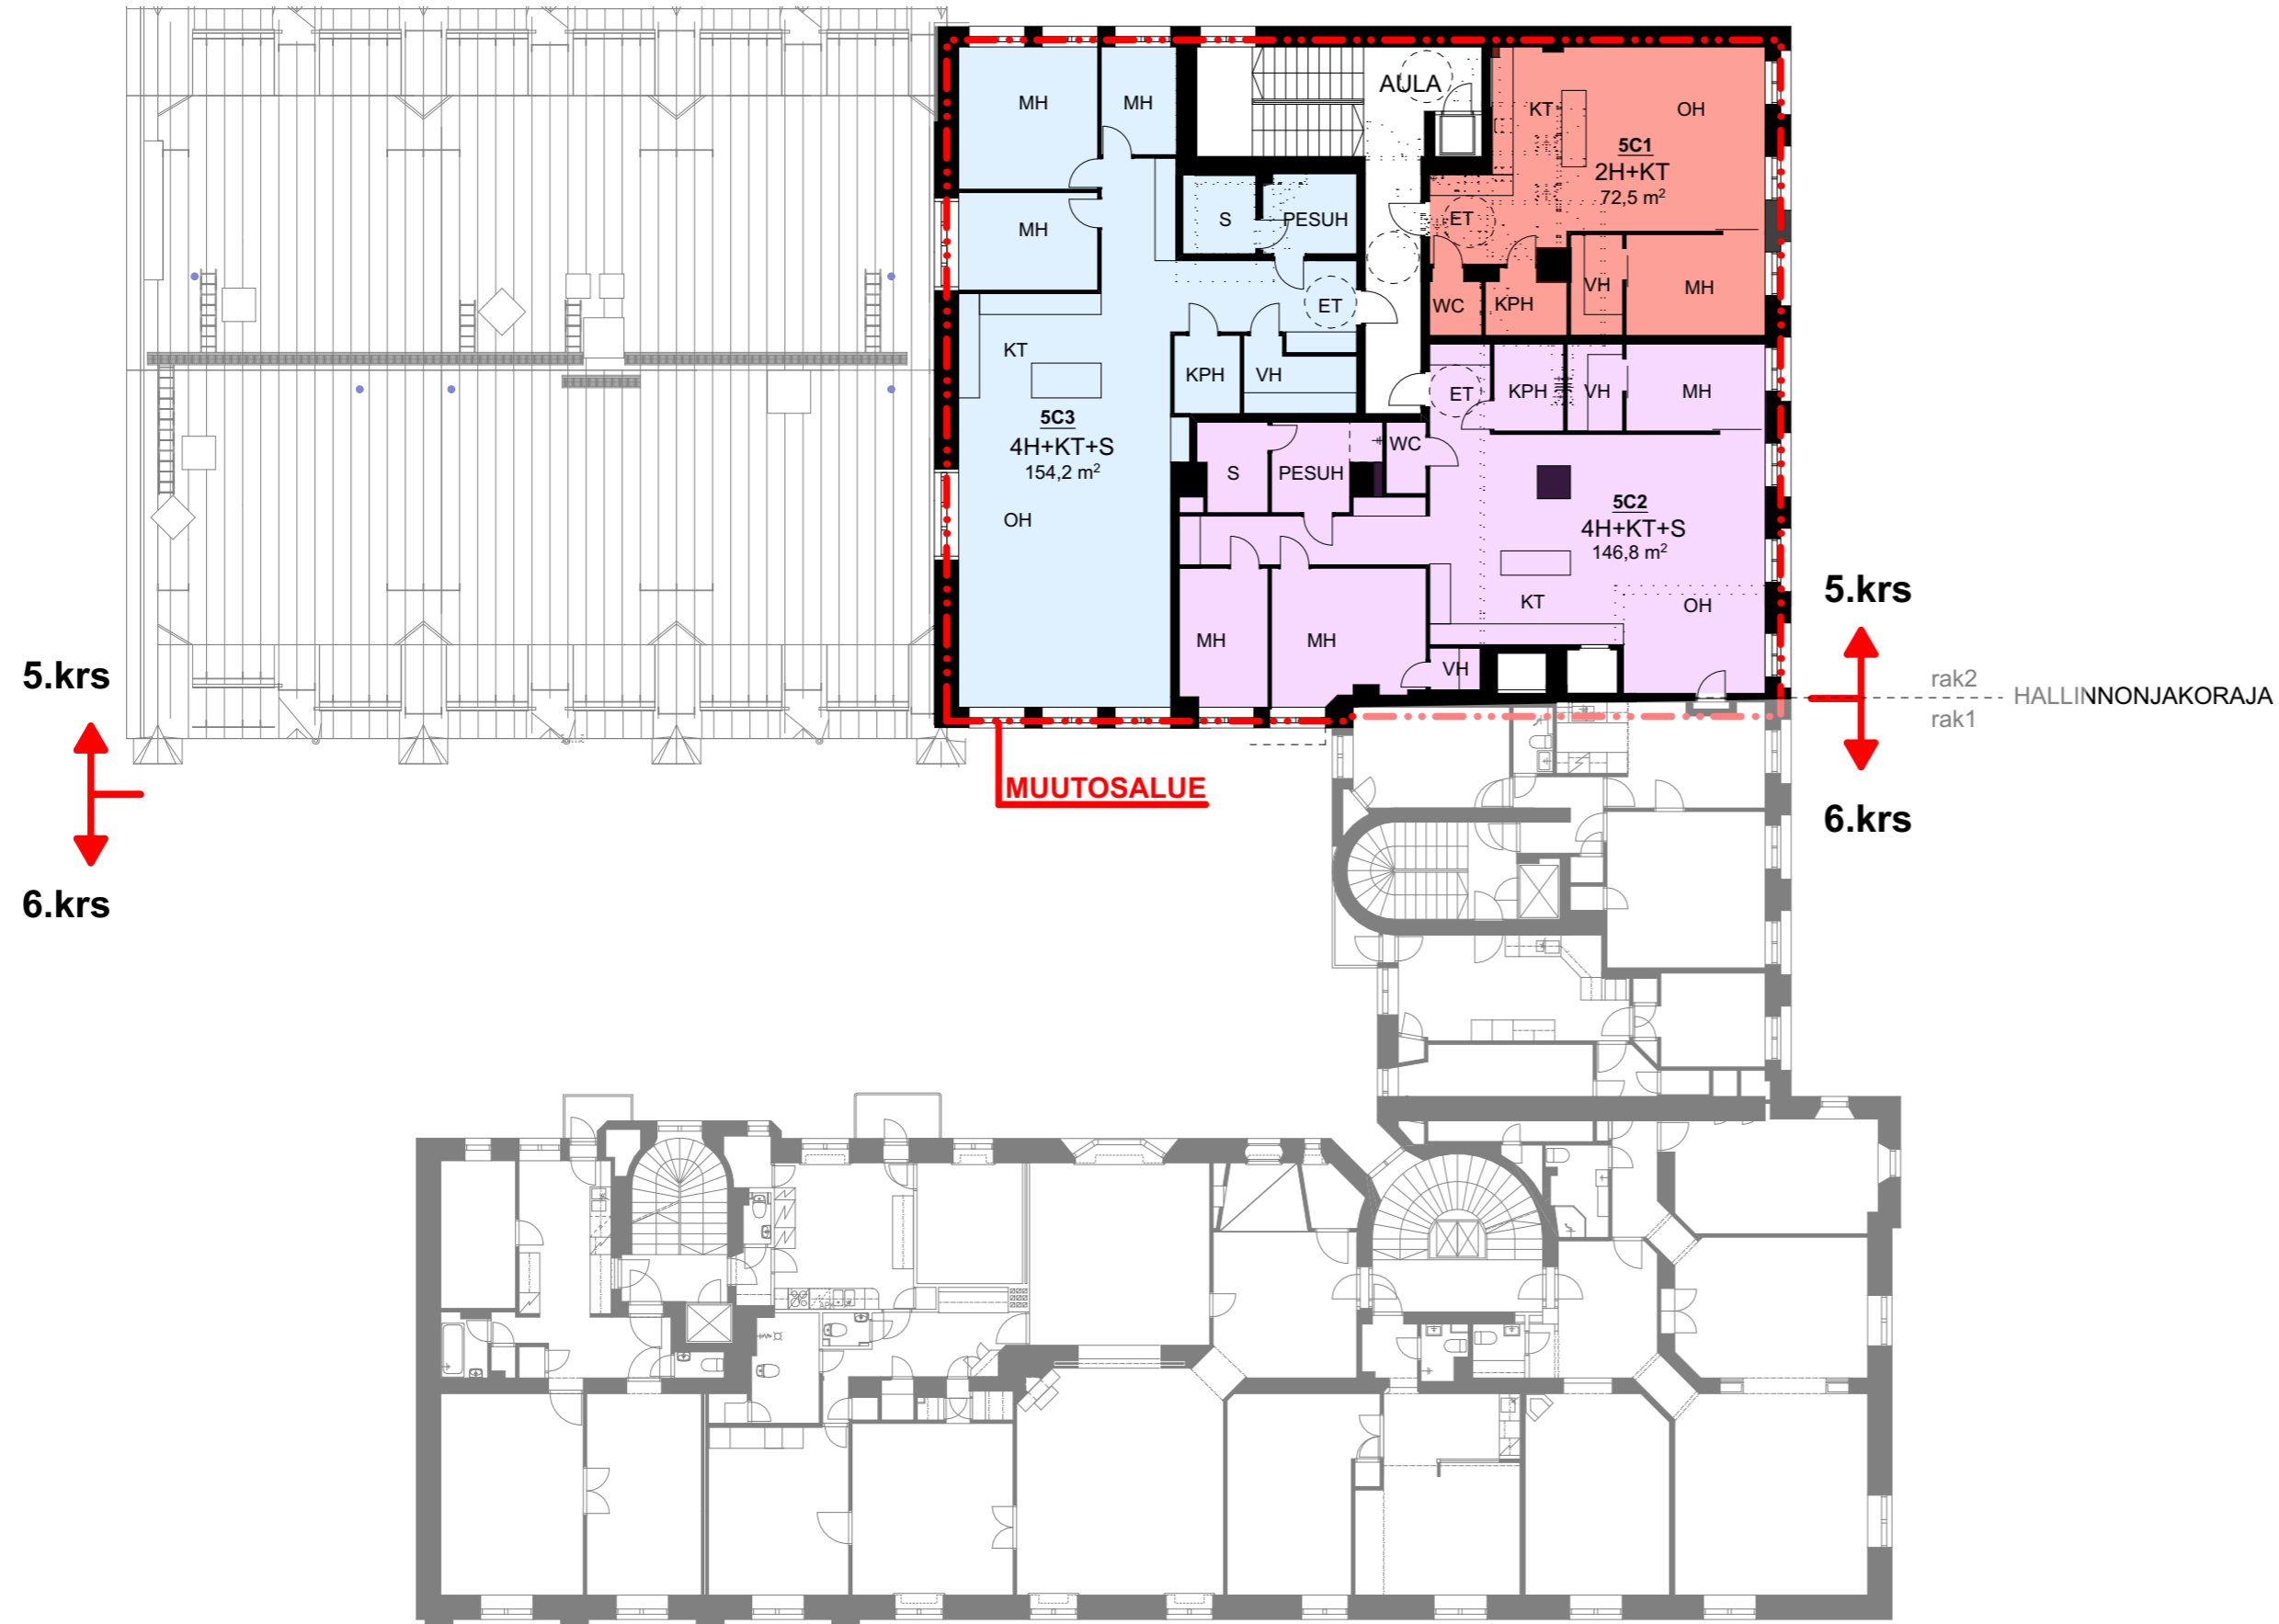 AULA
MH
MH
KT
OH
5C1
2H+KT
72,5 m²
MH
S
PESUH
ET
ET
WC
KPH
VH
MH
KT
KPH
VH
5C3
4H+KT+S
154,2 m²
OH
ET
KPH
VH
MH
WC
S
PESUH
5C2
4H+KT+S
146,8 m²
KT
OH
MH
MH
VH
5.krs
5.krs
rak2
HALLINNONJAKORAJA
rak1
MUUTOSALUE
6.krs
6.krs